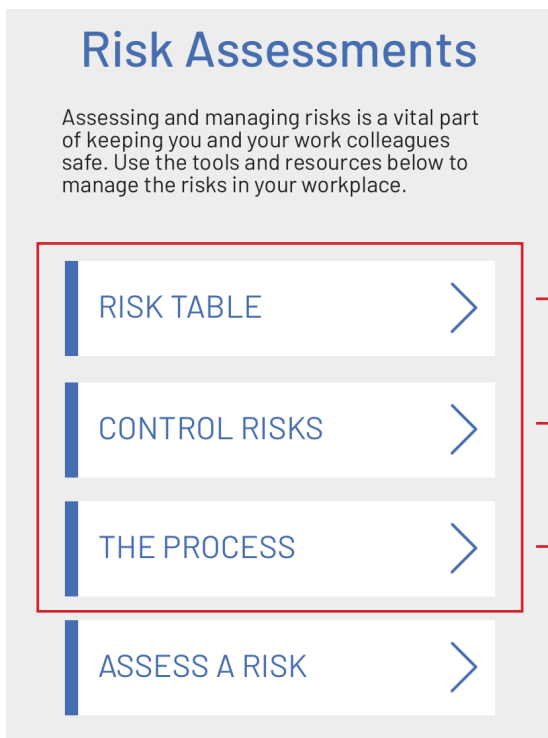 Risk Assessments
Assessing and managing risks is a vital part
of keeping you and your work colleagues
safe. Use the tools and resources below to
manage the risks in your workplace.
RISK TABLE
CONTROL RISKS
THE PROCESS
ASSESS A RISK